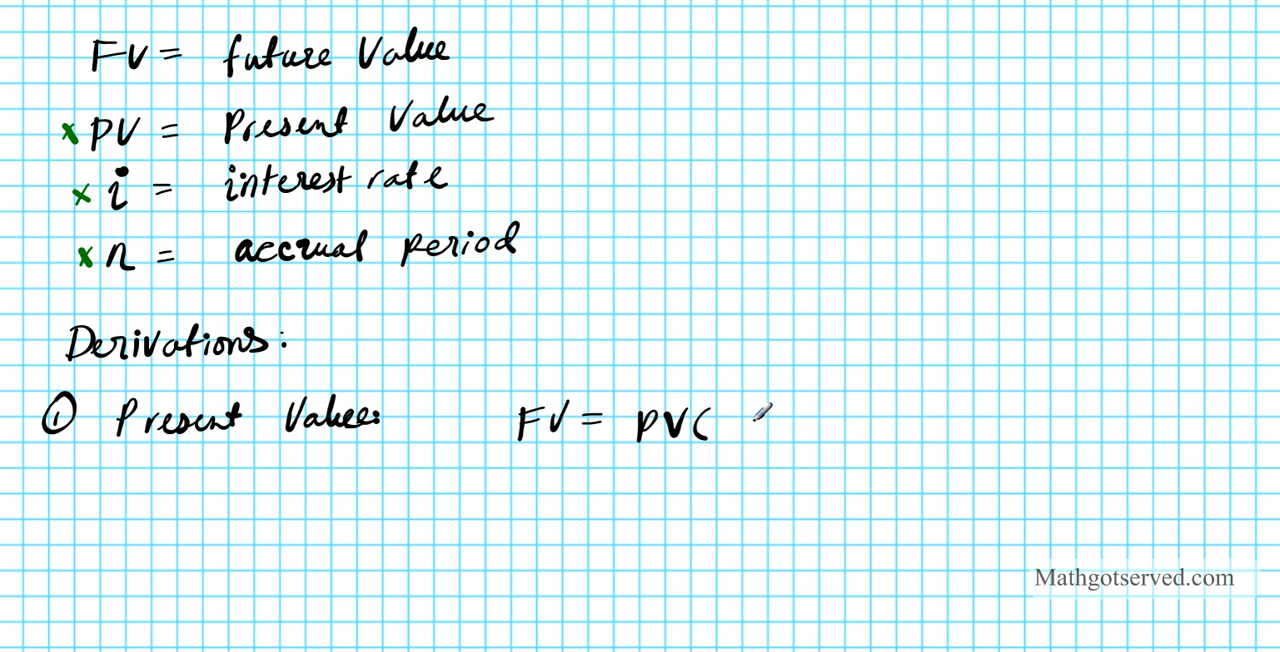 FV = future Value
x PV = Present Value
x i = interest rate
x n = accrual period
Derivations:
① Present Value: FV = PV(
Mathgotserved.com